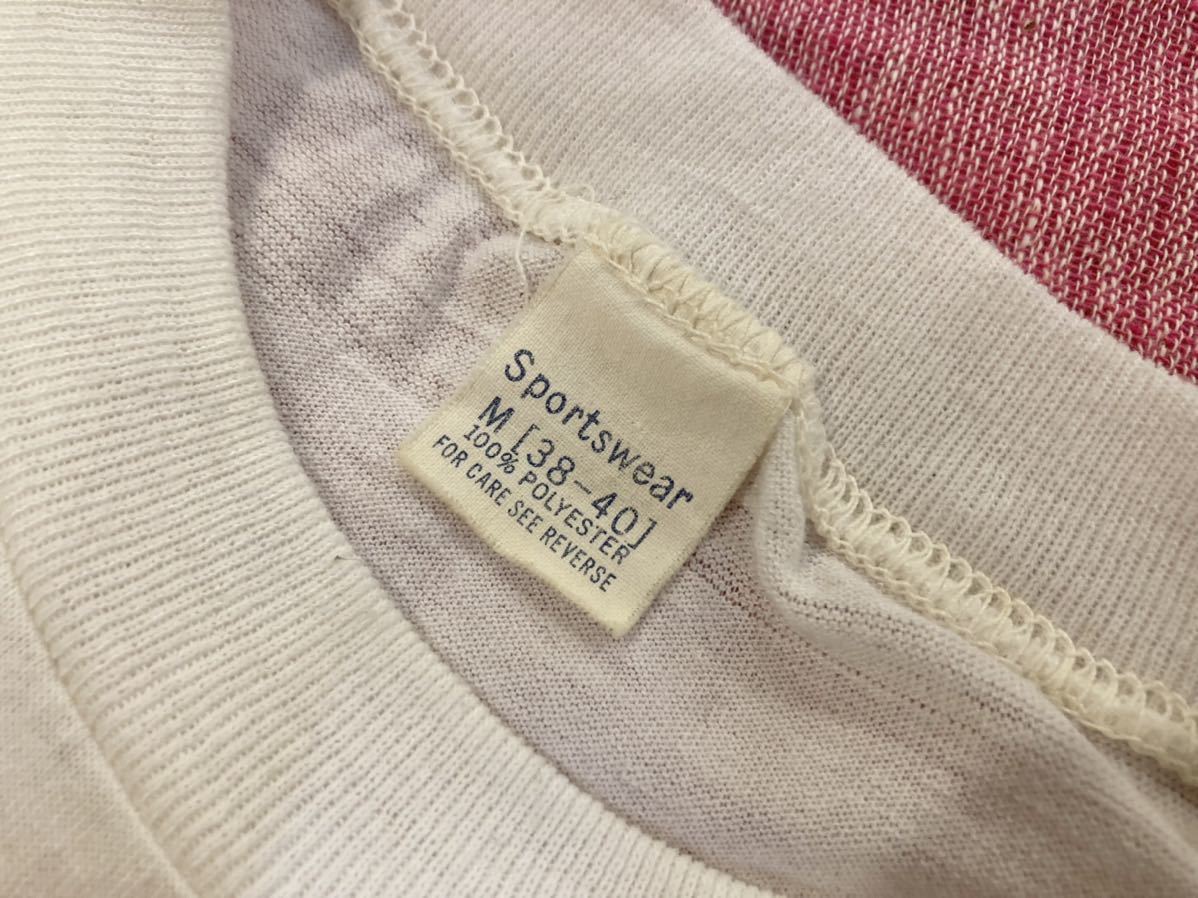 Sportswear
M [38-40]
100% POLYESTER
FOR CARE SEE REVERSE